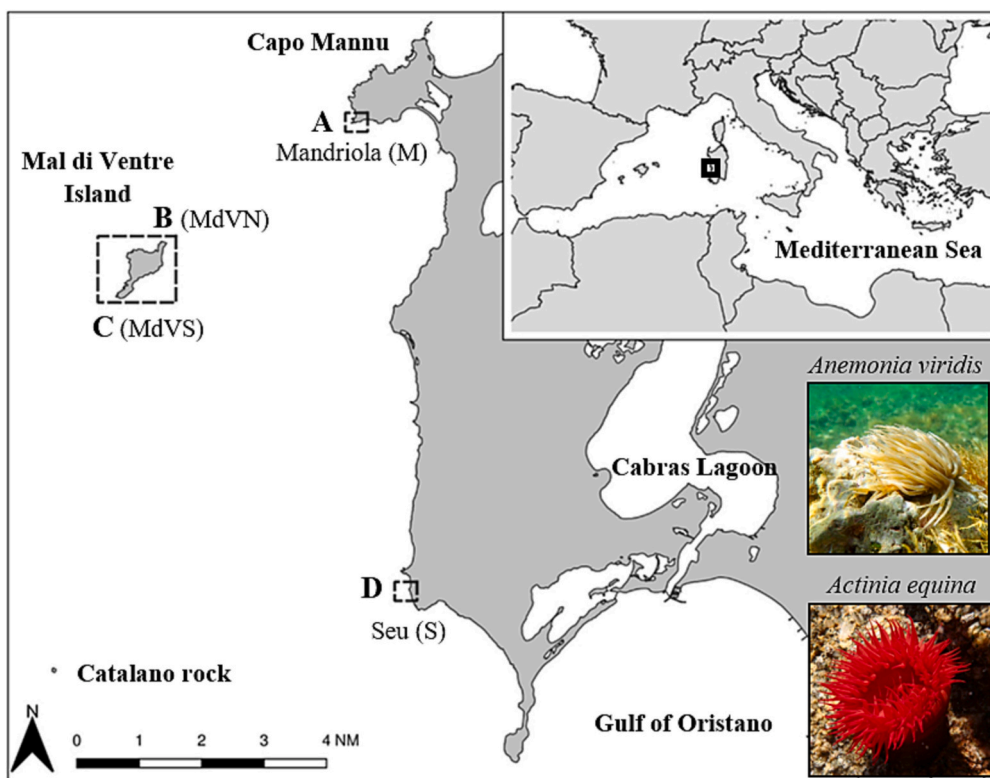 Capo Mannu
A
Mandriola (M)
Mal di Ventre
Island
B (MdVN)
C (MdVS)
Mediterranean Sea
Anemonia viridis
Cabras Lagoon
D
Seu (S)
Actinia equina
Catalano rock
Gulf of Oristano
N
0 1 2 3 4 NM